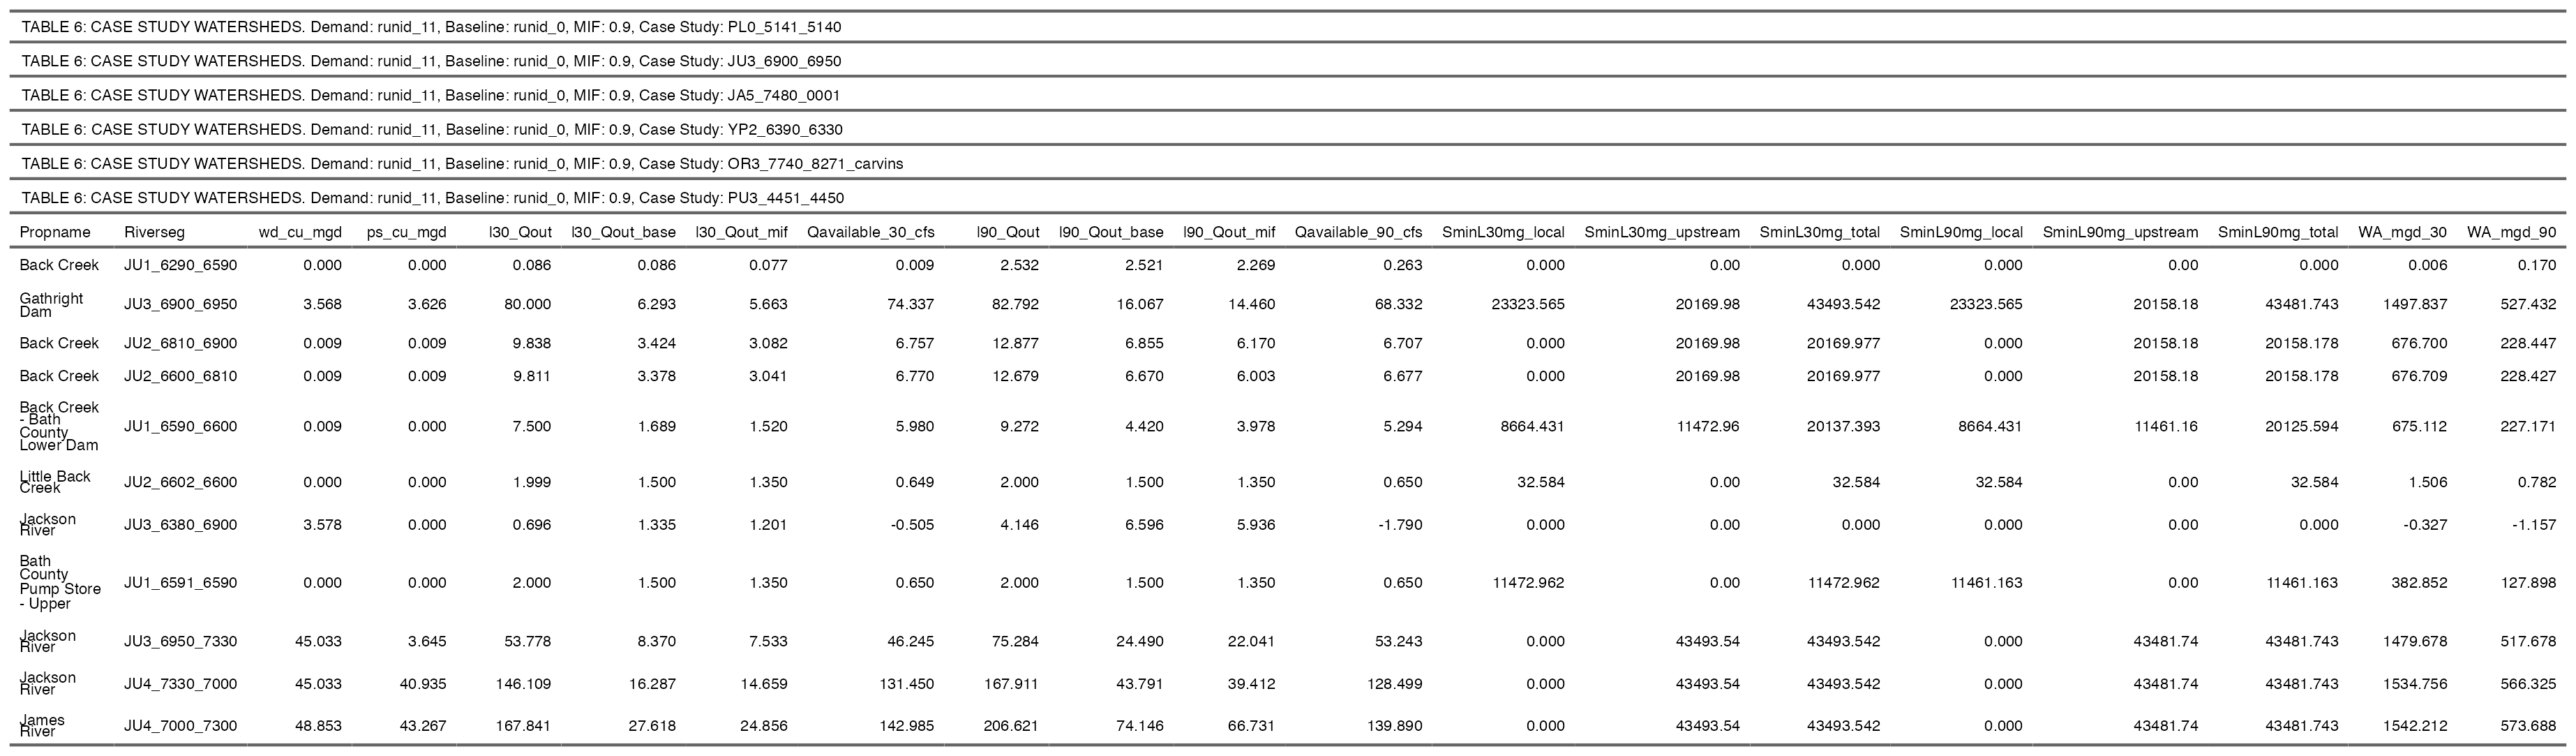 TABLE 6: CASE STUDY WATERSHEDS. Demand: runid_11, Baseline: runid_0, MIF: 0.9, Case Study: PL0_5141_5140
TABLE 6: CASE STUDY WATERSHEDS. Demand: runid_11, Baseline: runid_0, MIF: 0.9, Case Study: JU3_6900_6950
TABLE 6: CASE STUDY WATERSHEDS. Demand: runid_11, Baseline: runid_0, MIF: 0.9, Case Study: JA5_7480_0001
TABLE 6: CASE STUDY WATERSHEDS. Demand: runid_11, Baseline: runid_0, MIF: 0.9, Case Study: YP2_6390_6330
TABLE 6: CASE STUDY WATERSHEDS. Demand: runid_11, Baseline: runid_0, MIF: 0.9, Case Study: OR3_7740_8271_carvins
TABLE 6: CASE STUDY WATERSHEDS. Demand: runid_11, Baseline: runid_0, MIF: 0.9, Case Study: PU3_4451_4450
Propname Riverseg wd_cu_mgd ps_cu_mgd l30_Qout l30_Qout_base l30_Qout_mif Qavailable_30_cfs l90_Qout l90_Qout_base l90_Qout_mif Qavailable_90_cfs SminL30mg_local SminL30mg_upstream SminL30mg_total SminL90mg_local SminL90mg_upstream SminL90mg_total WA_mgd_30 WA_mgd_90
Back Creek JU1_6290_6590 0.000 0.000 0.086 0.086 0.077 0.009 2.532 2.521 2.269 0.263 0.000 0.00 0.000 0.000 0.00 0.000 0.006 0.170
Gathright
Dam JU3_6900_6950 3.568 3.626 80.000 6.293 5.663 74.337 82.792 16.067 14.460 68.332 23323.565 20169.98 43493.542 23323.565 20158.18 43481.743 1497.837 527.432
Back Creek JU2_6810_6900 0.009 0.009 9.838 3.424 3.082 6.757 12.877 6.855 6.170 6.707 0.000 20169.98 20169.977 0.000 20158.18 20158.178 676.700 228.447
Back Creek JU2_6600_6810 0.009 0.009 9.811 3.378 3.041 6.770 12.679 6.670 6.003 6.677 0.000 20169.98 20169.977 0.000 20158.18 20158.178 676.709 228.427
Back Creek
- Bath
County
Lower Dam JU1_6590_6600 0.009 0.000 7.500 1.689 1.520 5.980 9.272 4.420 3.978 5.294 8664.431 11472.96 20137.393 8664.431 11461.16 20125.594 675.112 227.171
Little Back
Creek JU2_6602_6600 0.000 0.000 1.999 1.500 1.350 0.649 2.000 1.500 1.350 0.650 32.584 0.00 32.584 32.584 0.00 32.584 1.506 0.782
Jackson
River JU3_6380_6900 3.578 0.000 0.696 1.335 1.201 -0.505 4.146 6.596 5.936 -1.790 0.000 0.00 0.000 0.000 0.00 0.000 -0.327 -1.157
Bath
County
Pump Store
- Upper JU1_6591_6590 0.000 0.000 2.000 1.500 1.350 0.650 2.000 1.500 1.350 0.650 11472.962 0.00 11472.962 11461.163 0.00 11461.163 382.852 127.898
Jackson
River JU3_6950_7330 45.033 3.645 53.778 8.370 7.533 46.245 75.284 24.490 22.041 53.243 0.000 43493.54 43493.542 0.000 43481.74 43481.743 1479.678 517.678
Jackson
River JU4_7330_7000 45.033 40.935 146.109 16.287 14.659 131.450 167.911 43.791 39.412 128.499 0.000 43493.54 43493.542 0.000 43481.74 43481.743 1534.756 566.325
James
River JU4_7000_7300 48.853 43.267 167.841 27.618 24.856 142.985 206.621 74.146 66.731 139.890 0.000 43493.54 43493.542 0.000 43481.74 43481.743 1542.212 573.688